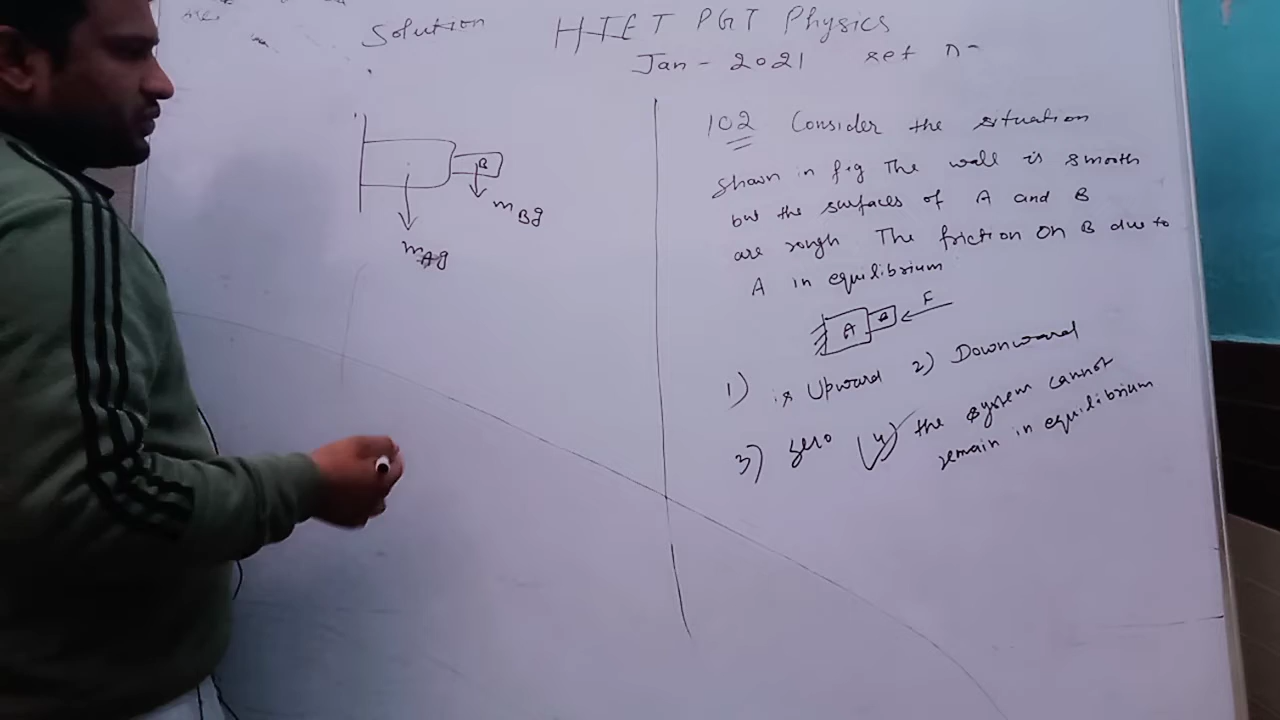 Solution HTET PGT Physics
Jan - 2021 set
B
mBg
mAg
102 Consider the situation
shown in fig The wall is smooth
but the surfaces of A and B
are rough The friction on B due to
A in equilibrium
A B F
1) is Upward 2) Downward
3) zero 4) the system cannot
remain in equilibrium